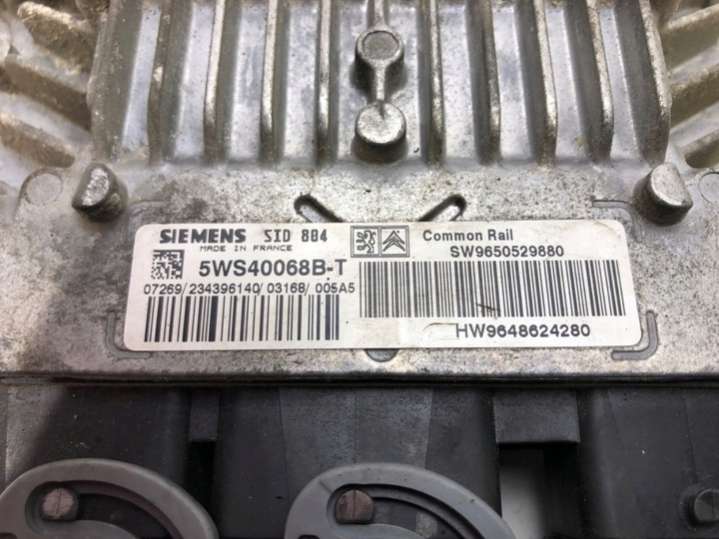 SIEMENS SID 804
MADE IN FRANCE
5WS40068B-T
07269/234396140/03168/005A5
Common Rail
SW9650529880
HW9648624280